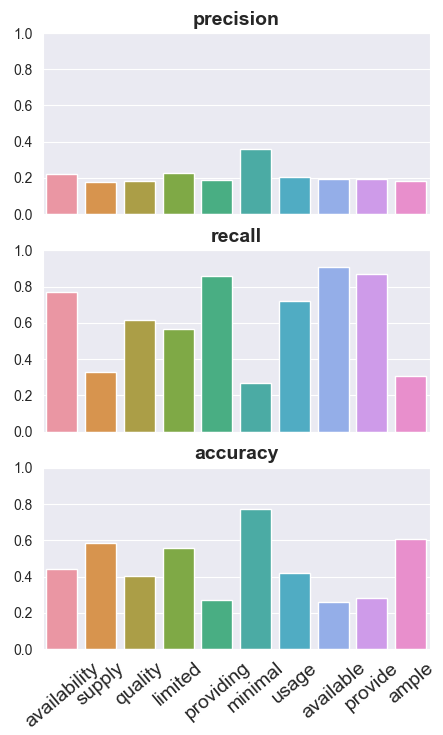 precision
1.0
0.8
0.6
0.4
0.2
0.0
recall
1.0
0.8
0.6
0.4
0.2
0.0
accuracy
1.0
0.8
0.6
0.4
0.2
0.0
availability
supply
quality
limited
providing
minimal
usage
available
provide
ample